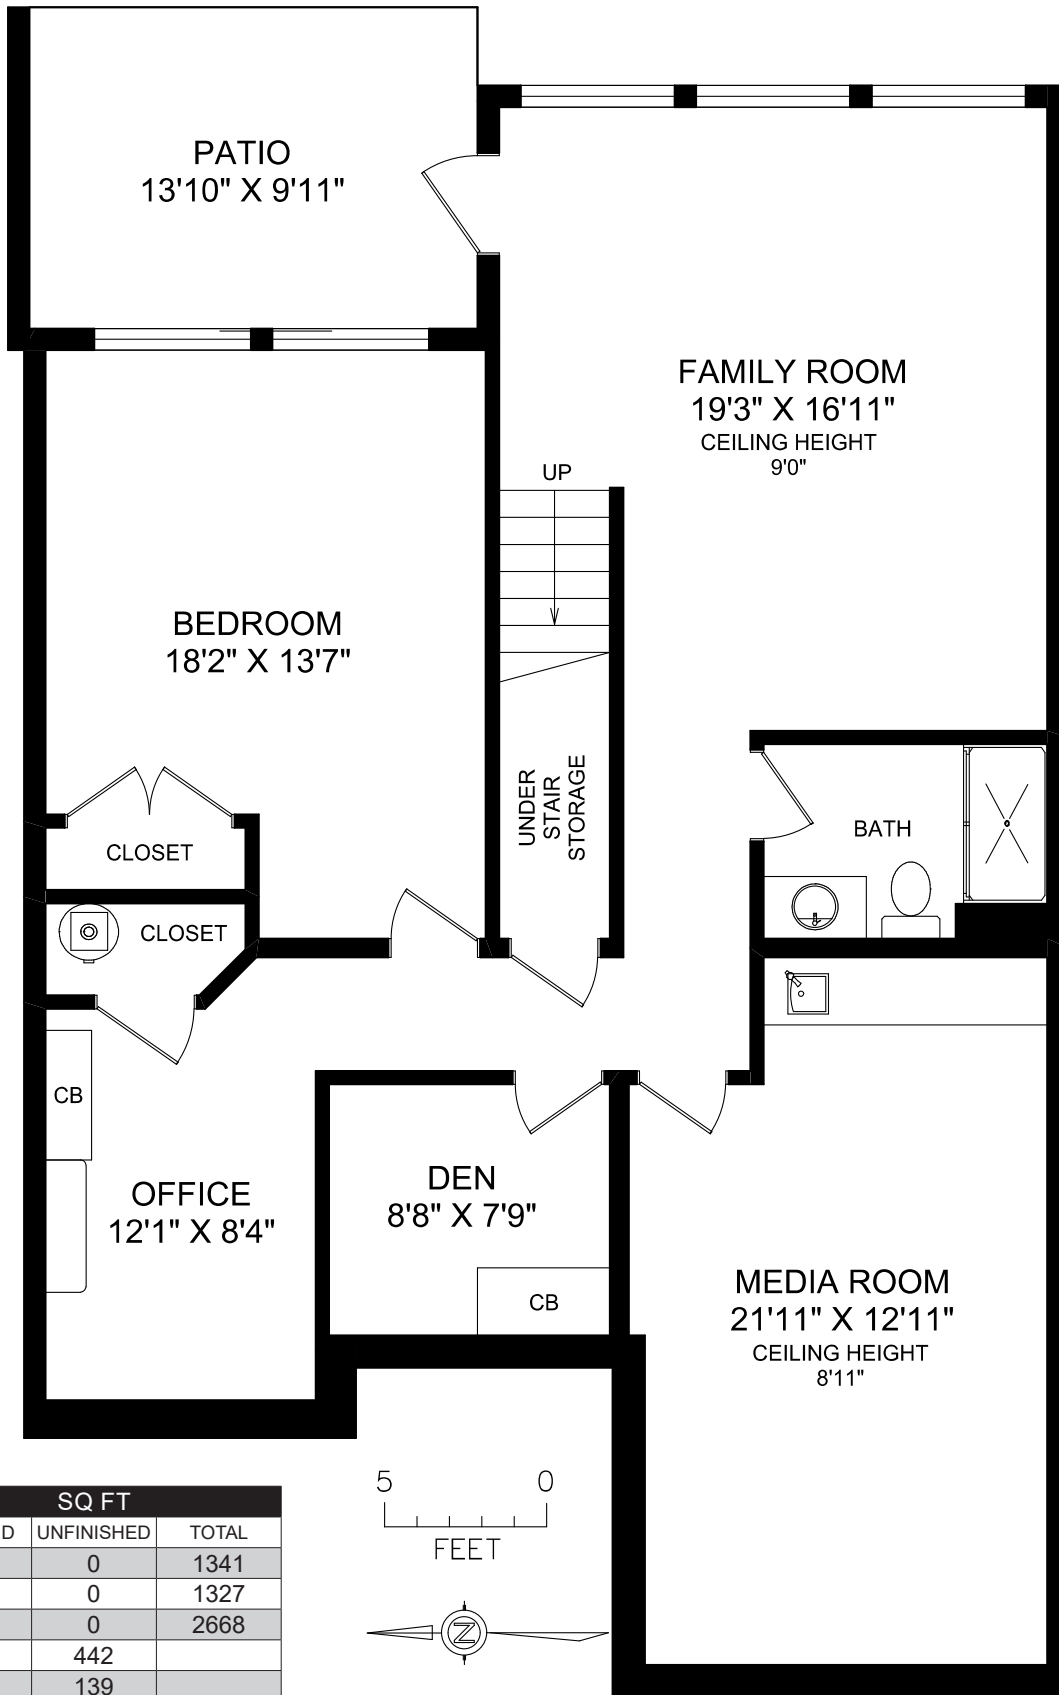 PATIO
13'10" X 9'11"
FAMILY ROOM
19'3" X 16'11"
CEILING HEIGHT
9'0"
UP
BEDROOM
18'2" X 13'7"
UNDER
STAIR
STORAGE
BATH
CLOSET
CLOSET
CB
OFFICE
12'1" X 8'4"
DEN
8'8" X 7'9"
CB
MEDIA ROOM
21'11" X 12'11"
CEILING HEIGHT
8'11"
5 0
FEET
N
SQ FT
D UNFINISHED TOTAL
0 1341
0 1327
0 2668
442
139